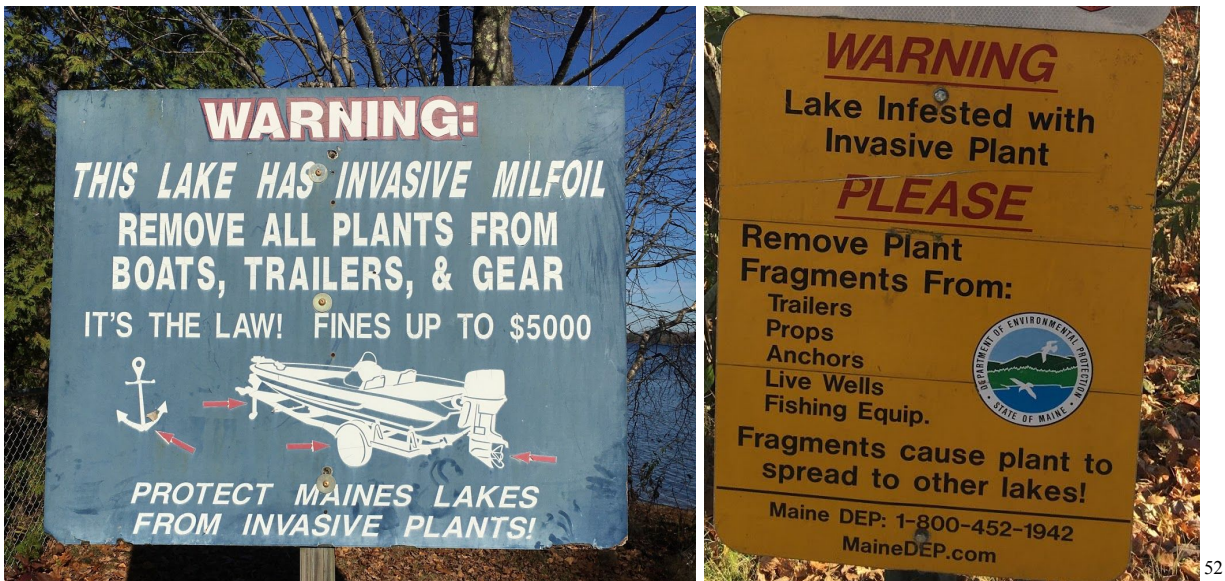 WARNING:
THIS LAKE HAS INVASIVE MILFOIL
REMOVE ALL PLANTS FROM
BOATS, TRAILERS, & GEAR
IT'S THE LAW! FINES UP TO $5000
PROTECT MAINES LAKES
FROM INVASIVE PLANTS!
WARNING
Lake Infested with
Invasive Plant
PLEASE
Remove Plant
Fragments From:
Trailers
Props
Anchors
Live Wells
Fishing Equip.
DEPARTMENT OF ENVIRONMENTAL PROTECTION
STATE OF MAINE
Fragments cause plant to
spread to other lakes!
Maine DEP: 1-800-452-1942
MaineDEP.com
52